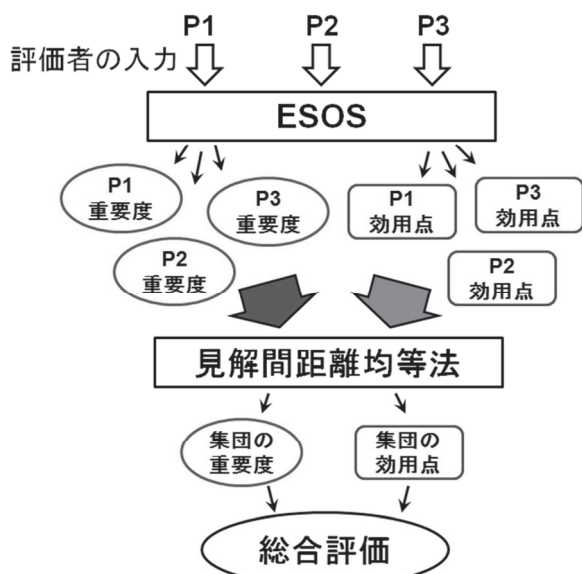 P1 P2 P3
評価者の入力
ESOS
P1
重要度
P3
重要度
P2
重要度
P1
効用点
P3
効用点
P2
効用点
見解間距離均等法
集団の
重要度
集団の
効用点
総合評価